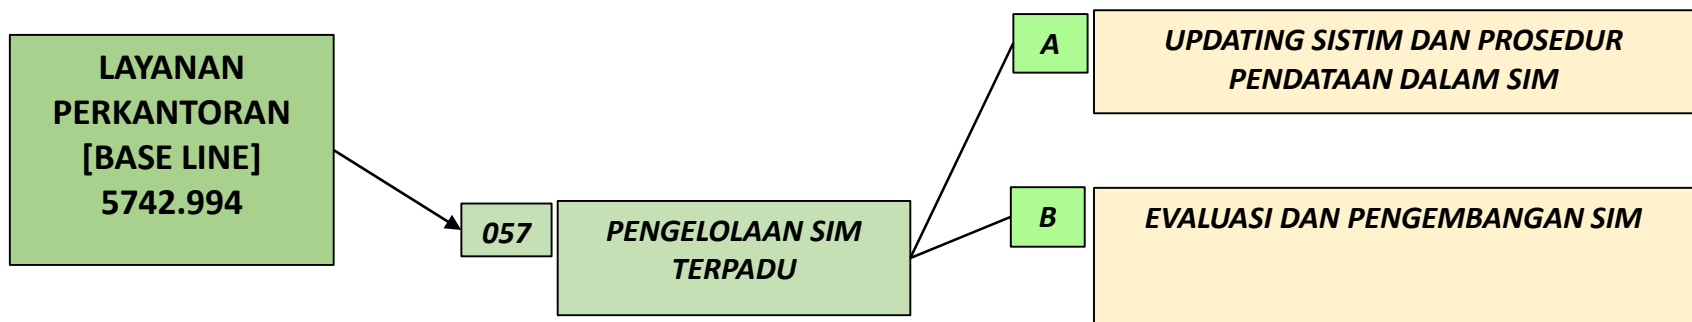 LAYANAN
PERKANTORAN
[BASE LINE]
5742.994
057
PENGELOLAAN SIM
TERPADU
A
UPDATING SISTIM DAN PROSEDUR
PENDATAAN DALAM SIM
B
EVALUASI DAN PENGEMBANGAN SIM